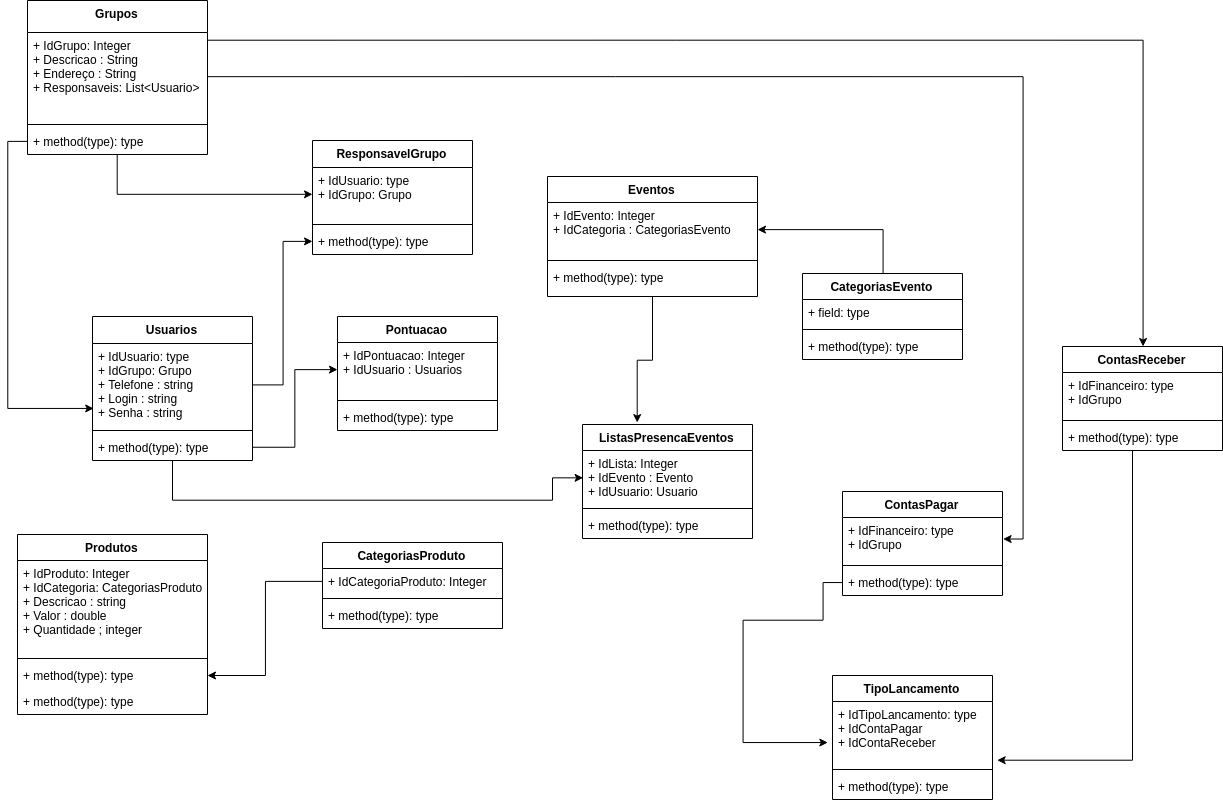 Grupos
+ IdGrupo: Integer
+ Descricao : String
+ Endereço : String
+ Responsaveis: List<Usuario>
+ method(type): type
ResponsavelGrupo
+ IdUsuario: type
+ IdGrupo: Grupo
+ method(type): type
Eventos
+ IdEvento: Integer
+ IdCategoria : CategoriasEvento
+ method(type): type
CategoriasEvento
+ field: type
+ method(type): type
Usuarios
+ IdUsuario: type
+ IdGrupo: Grupo
+ Telefone : string
+ Login : string
+ Senha : string
+ method(type): type
Pontuacao
+ IdPontuacao: Integer
+ IdUsuario : Usuarios
+ method(type): type
ContasReceber
+ IdFinanceiro: type
+ IdGrupo
+ method(type): type
ListasPresencaEventos
+ IdLista: Integer
+ IdEvento : Evento
+ IdUsuario: Usuario
+ method(type): type
ContasPagar
+ IdFinanceiro: type
+ IdGrupo
+ method(type): type
Produtos
+ IdProduto: Integer
+ IdCategoria: CategoriasProduto
+ Descricao : string
+ Valor : double
+ Quantidade ; integer
+ method(type): type
+ method(type): type
CategoriasProduto
+ IdCategoriaProduto: Integer
+ method(type): type
TipoLancamento
+ IdTipoLancamento: type
+ IdContaPagar
+ IdContaReceber
+ method(type): type